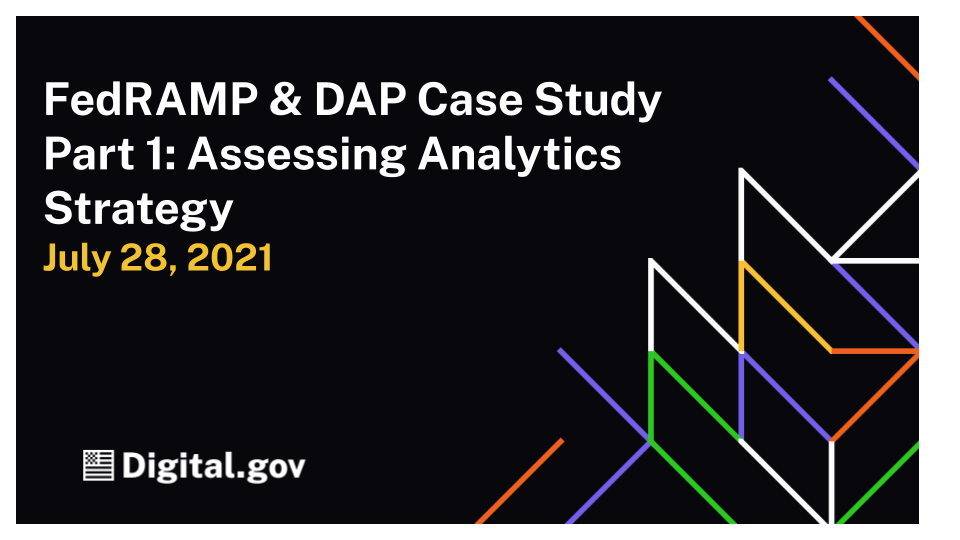 FedRAMP & DAP Case Study
Part 1: Assessing Analytics
Strategy
July 28, 2021
Digital.gov